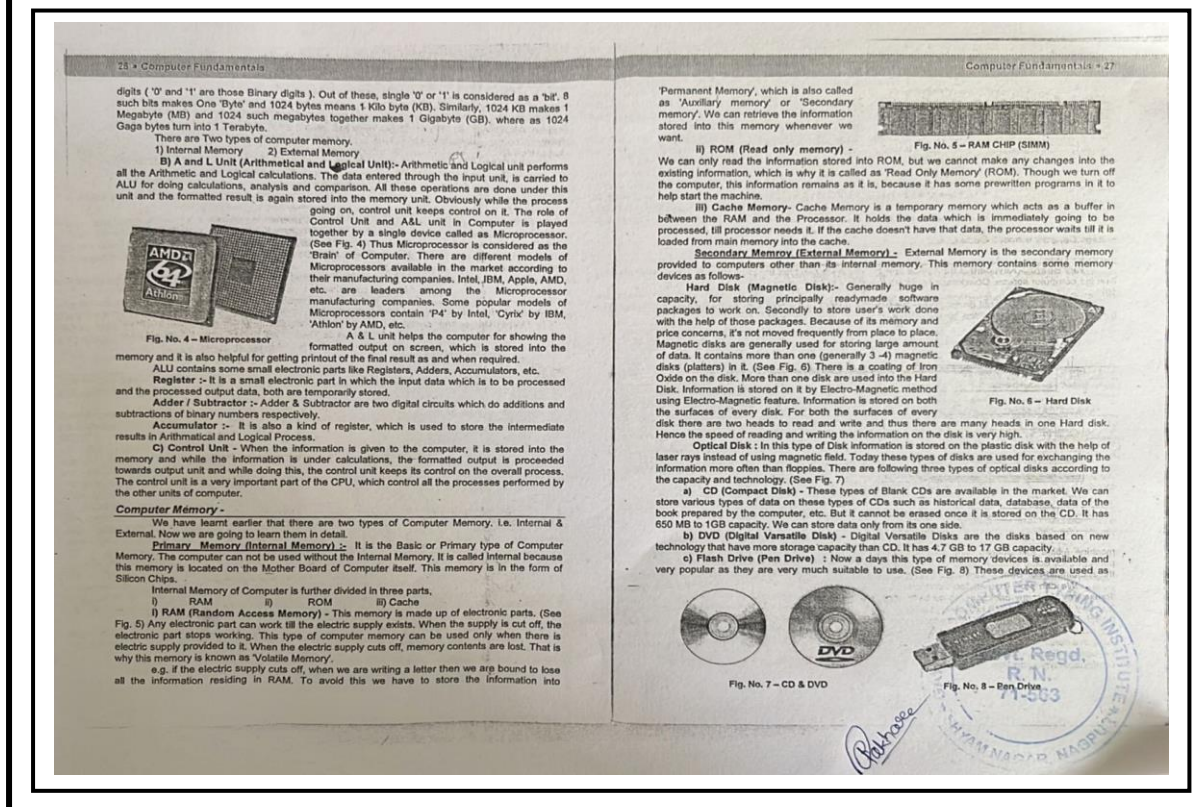 26 • Computer Fundamentals
digits ( '0' and '1' are those Binary digits ). Out of these, single '0' or '1' is considered as a 'bit'. 8
such bits makes One 'Byte' and 1024 bytes means 1 Kilo byte (KB). Similarly, 1024 KB makes 1
Megabyte (MB) and 1024 such megabytes together makes 1 Gigabyte (GB). where as 1024
Gaga bytes turn into 1 Terabyte.
There are Two types of computer memory.
1) Internal Memory 2) External Memory
B) A and L Unit (Arithmetical and Logical Unit):- Arithmetic and Logical unit performs
all the Arithmetic and Logical calculations. The data entered through the input unit, is carried to
ALU for doing calculations, analysis and comparison. All these operations are done under this
unit and the formatted result is again stored into the memory unit. Obviously while the process
going on, control unit keeps control on it. The role of
Control Unit and A&L unit in Computer is played
together by a single device called as Microprocessor.
(See Fig. 4) Thus Microprocessor is considered as the
'Brain' of Computer. There are different models of
Microprocessors available in the market according to
their manufacturing companies. Intel, IBM, Apple, AMD,
etc. are leaders among the Microprocessor
manufacturing companies. Some popular models of
Microprocessors contain 'P4' by Intel, 'Cyrix' by IBM,
'Athlon' by AMD, etc.
AMD
64
Athlon
Fig. No. 4 – Microprocessor
A & L unit helps the computer for showing the
formatted output on screen, which is stored into the
memory and it is also helpful for getting printout of the final result as and when required.
ALU contains some small electronic parts like Registers, Adders, Accumulators, etc.
Register :- It is a small electronic part in which the input data which is to be processed
and the processed output data, both are temporarily stored.
Adder / Subtractor :- Adder & Subtractor are two digital circuits which do additions and
subtractions of binary numbers respectively.
Accumulator :- It is also a kind of register, which is used to store the intermediate
results in Arithmatical and Logical Process.
C) Control Unit - When the information is given to the computer, it is stored into the
memory and while the information is under calculations, the formatted output is proceeded
towards output unit and while doing this, the control unit keeps its control on the overall process.
The control unit is a very important part of the CPU, which control all the processes performed by
the other units of computer.
Computer Memory -
We have learnt earlier that there are two types of Computer Memory. i.e. Internal &
External. Now we are going to learn them in detail.
Primary Memory (Internal Memory) :- It is the Basic or Primary type of Computer
Memory. The computer can not be used without the Internal Memory. It is called Internal because
this memory is located on the Mother Board of Computer itself. This memory is in the form of
Silicon Chips.
Internal Memory of Computer is further divided in three parts,
i) RAM ii) ROM iii) Cache
i) RAM (Random Access Memory) - This memory is made up of electronic parts. (See
Fig. 5) Any electronic part can work till the electric supply exists. When the supply is cut off, the
electronic part stops working. This type of computer memory can be used only when there is
electric supply provided to it. When the electric supply cuts off, memory contents are lost. That is
why this memory is known as 'Volatile Memory'.
e.g. if the electric supply cuts off, when we are writing a letter then we are bound to lose
all the information residing in RAM. To avoid this we have to store the information into
Computer Fundamentals • 27
'Permanent Memory', which is also called
as 'Auxiliary memory' or 'Secondary
memory'. We can retrieve the information
stored into this memory whenever we
want.
Fig. No. 5 – RAM CHIP (SIMM)
ii) ROM (Read only memory) -
We can only read the information stored into ROM, but we cannot make any changes into the
existing information, which is why it is called as 'Read Only Memory' (ROM). Though we turn off
the computer, this information remains as it is, because it has some prewritten programs in it to
help start the machine.
iii) Cache Memory- Cache Memory is a temporary memory which acts as a buffer in
between the RAM and the Processor. It holds the data which is immediately going to be
processed, till processor needs it. If the cache doesn't have that data, the processor waits till it is
loaded from main memory into the cache.
Secondary Memroy (External Memory) - External Memory is the secondary memory
provided to computers other than its internal memory. This memory contains some memory
devices as follows-
Hard Disk (Magnetic Disk):- Generally huge in
capacity, for storing principally readymade software
packages to work on. Secondly to store user's work done
with the help of those packages. Because of its memory and
price concerns, it's not moved frequently from place to place.
Magnetic disks are generally used for storing large amount
of data. It contains more than one (generally 3 -4) magnetic
disks (platters) in it. (See Fig. 6) There is a coating of Iron
Oxide on the disk. More than one disk are used into the Hard
Disk. Information is stored on it by Electro-Magnetic method
using Electro-Magnetic feature. Information is stored on both
the surfaces of every disk. For both the surfaces of every
Fig. No. 6 – Hard Disk
disk there are two heads to read and write and thus there are many heads in one Hard disk.
Hence the speed of reading and writing the information on the disk is very high.
Optical Disk : In this type of Disk information is stored on the plastic disk with the help of
laser rays instead of using magnetic field. Today these types of disks are used for exchanging the
information more often than floppies. There are following three types of optical disks according to
the capacity and technology. (See Fig. 7)
a) CD (Compact Disk) - These types of Blank CDs are available in the market. We can
store various types of data on these types of CDs such as historical data, database, data of the
book prepared by the computer, etc. But it cannot be erased once it is stored on the CD. It has
650 MB to 1GB capacity. We can store data only from its one side.
b) DVD (Digital Varsatile Disk) - Digital Versatile Disks are the disks based on new
technology that have more storage capacity than CD. It has 4.7 GB to 17 GB capacity.
c) Flash Drive (Pen Drive) : Now a days this type of memory devices is available and
very popular as they are very much suitable to use. (See Fig. 8) These devices are used as
DVD
Fig. No. 7 – CD & DVD
Fig. No. 8 – Pen Drive
COMPUTER TYPING INSTITUTE
Regd.
R. N.
71-563
SHYAM NAGAR, NAGPUR